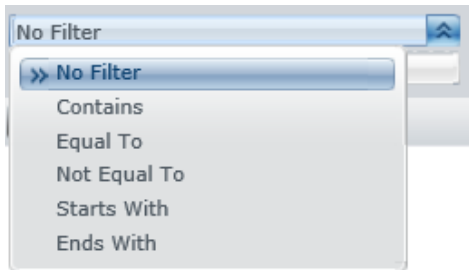 No Filter
No Filter
Contains
Equal To
Not Equal To
Starts With
Ends With